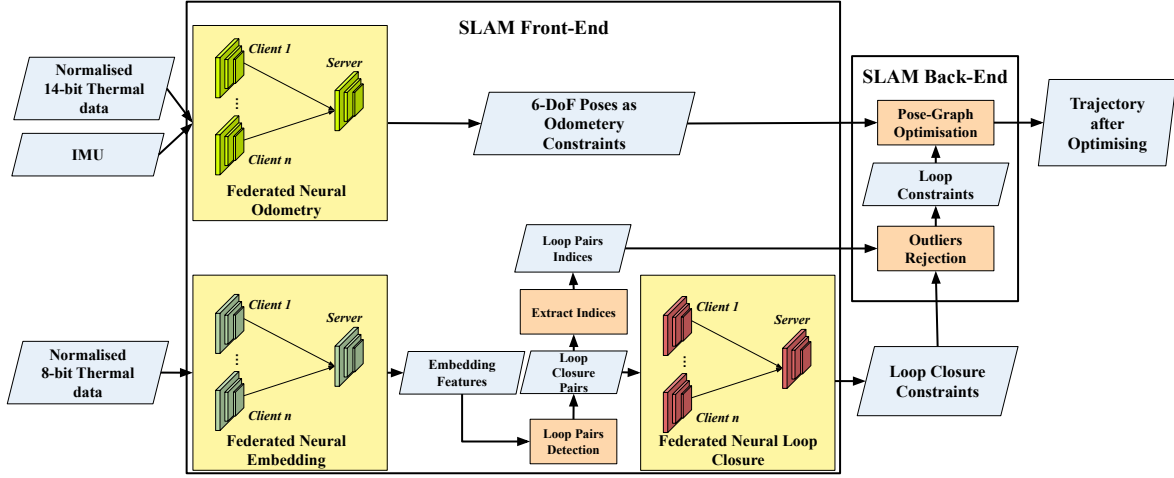 SLAM Front-End
Normalised
14-bit Thermal
data
IMU
Client 1
Server
Client n
Federated Neural
Odometry
6-DoF Poses as
Odometery
Constraints
SLAM Back-End
Pose-Graph
Optimisation
Loop
Constraints
Outliers
Rejection
Trajectory
after
Optimising
Normalised
8-bit Thermal
data
Client 1
Server
Client n
Federated Neural
Embedding
Embedding
Features
Loop Pairs
Indices
Extract Indices
Loop
Closure
Pairs
Loop Pairs
Detection
Client 1
Server
Client n
Federated Neural Loop
Closure
Loop Closure
Constraints